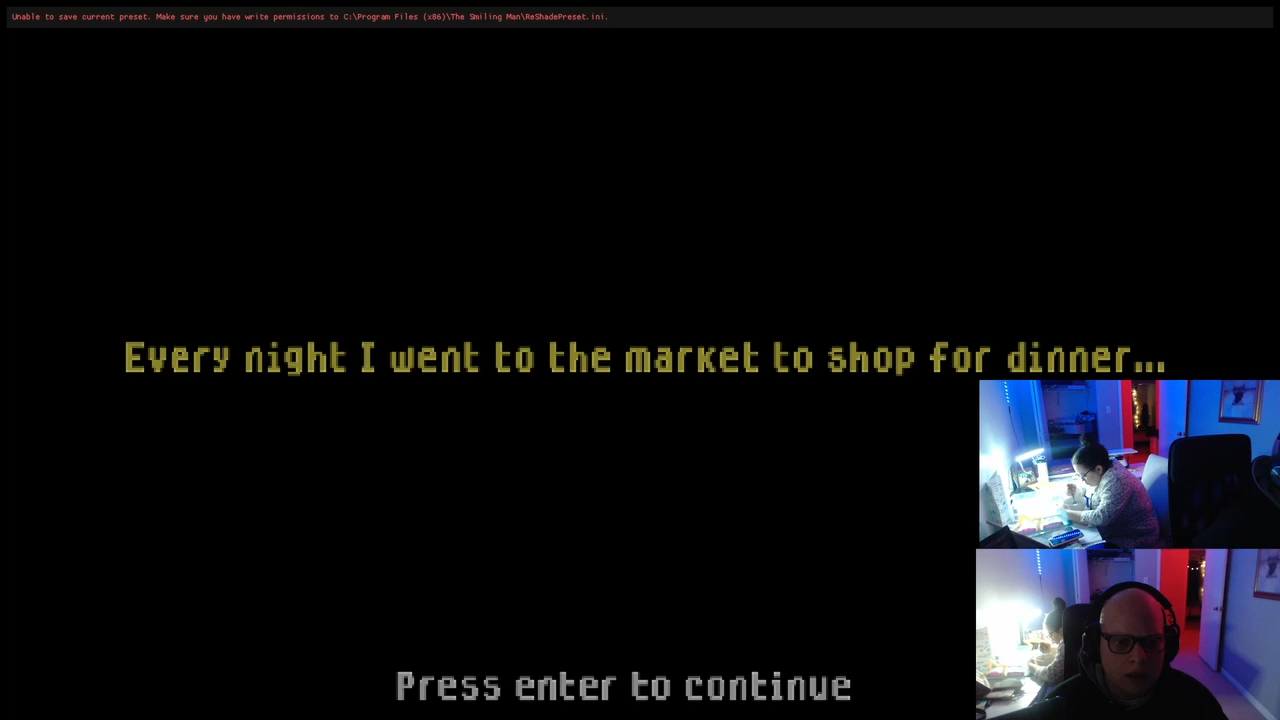 Unable to save current preset. Make sure you have write permissions to C:\Program Files (x86)\The Smiling Man\ReShadePreset.ini.
Every night I went to the market to shop for dinner...
Press enter to continue